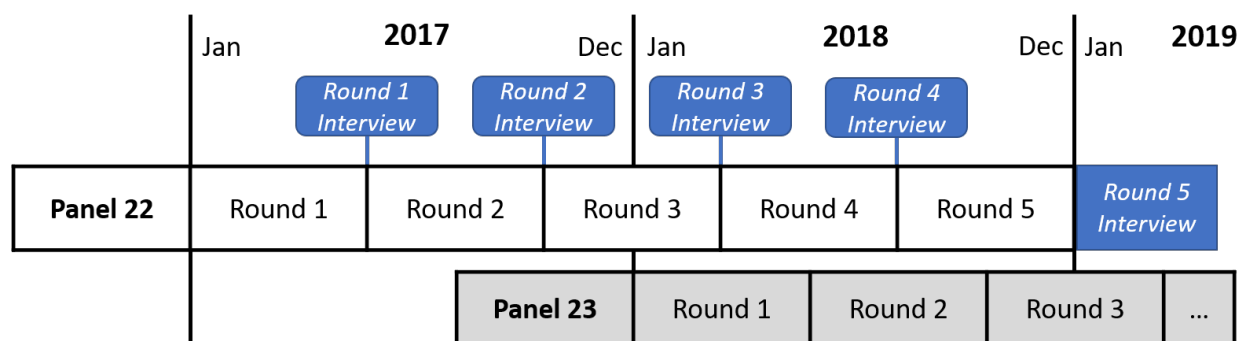 Jan 2017 Dec Jan 2018 Dec Jan 2019
Round 1
Interview
Round 2
Interview
Round 3
Interview
Round 4
Interview
Panel 22 Round 1 Round 2 Round 3 Round 4 Round 5
Round 5
Interview
Panel 23 Round 1 Round 2 Round 3 ...